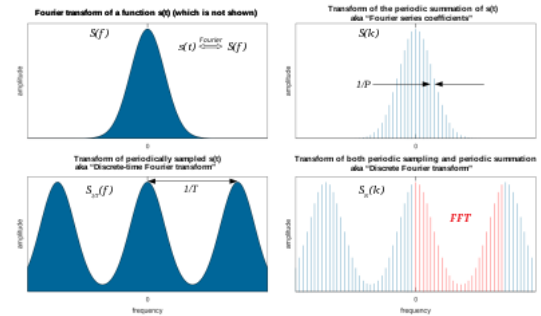 Fourier transform of a function s(t) (which is not shown)
S(f)
Fourier
s(t) ⟺ S(f)
amplitude
0
Transform of the periodic summation of s(t)
aka "Fourier series coefficients"
S(k)
1/P
amplitude
0
Transform of periodically sampled s(t)
aka "Discrete-time Fourier transform"
S₁/T(f)
1/T
amplitude
0
frequency
Transform of both periodic sampling and periodic summation
aka "Discrete Fourier transform"
S(k)
FFT
amplitude
0
frequency